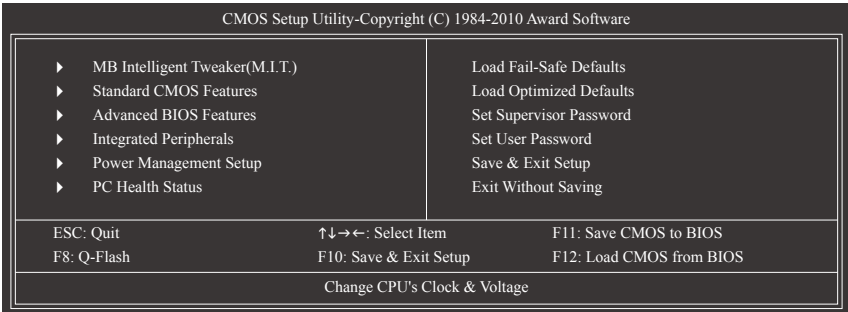 CMOS Setup Utility-Copyright (C) 1984-2010 Award Software
MB Intelligent Tweaker(M.I.T.)
Standard CMOS Features
Advanced BIOS Features
Integrated Peripherals
Power Management Setup
PC Health Status
Load Fail-Safe Defaults
Load Optimized Defaults
Set Supervisor Password
Set User Password
Save & Exit Setup
Exit Without Saving
ESC: Quit
↑↓→←: Select Item
F11: Save CMOS to BIOS
F8: Q-Flash
F10: Save & Exit Setup
F12: Load CMOS from BIOS
Change CPU's Clock & Voltage